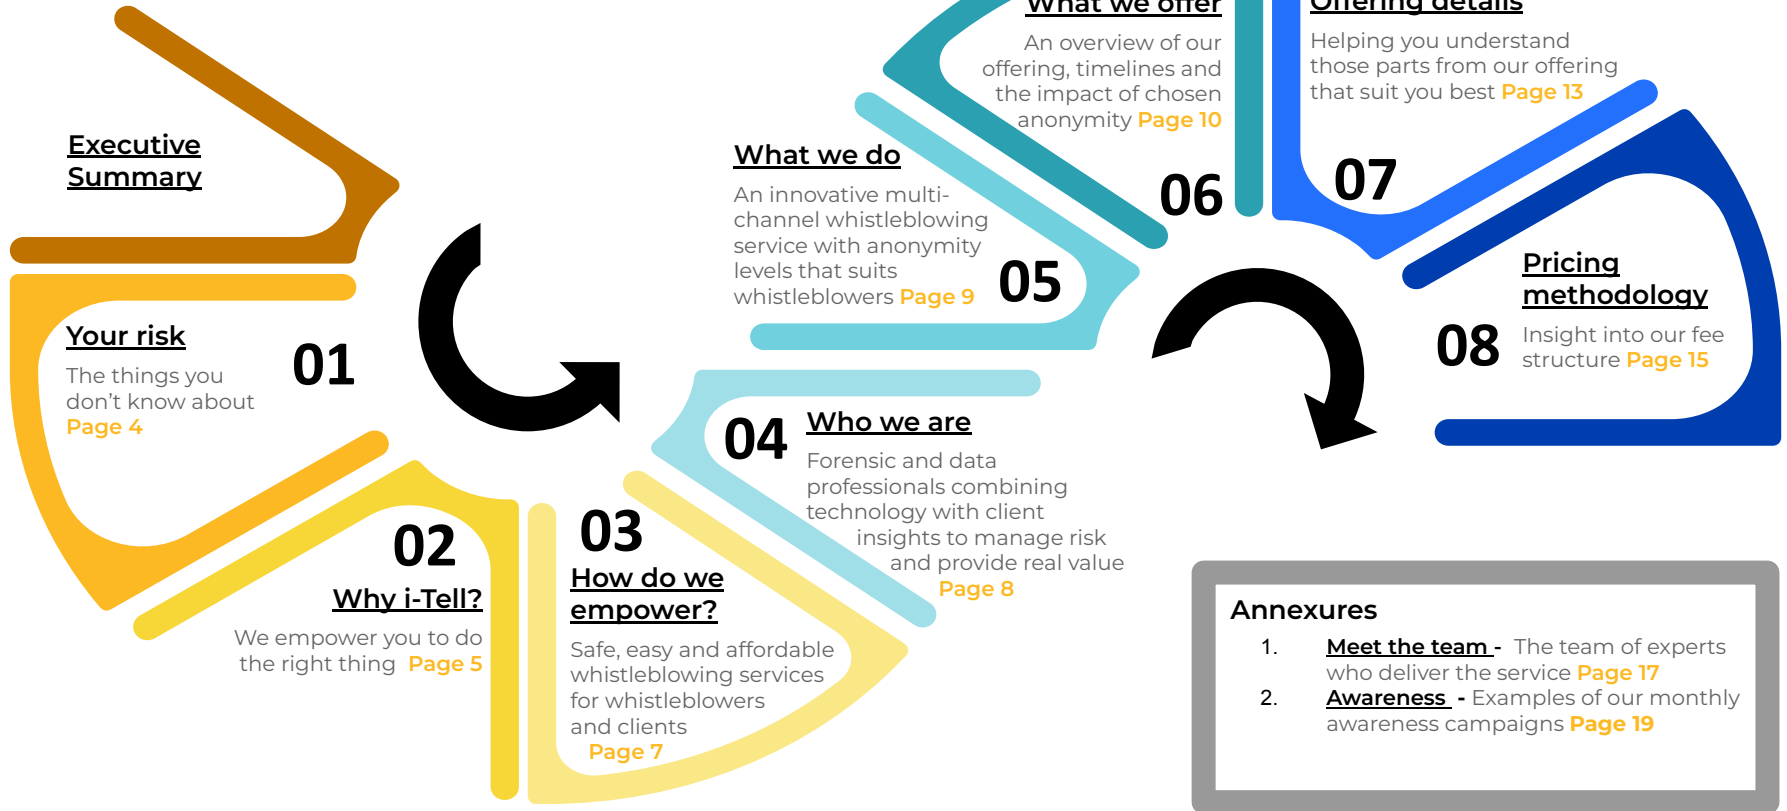 Executive
Summary
Your risk
01
The things you
don’t know about
Page 4
02
Why i-Tell?
We empower you to do
the right thing Page 5
03
How do we
empower?
Safe, easy and affordable
whistleblowing services
for whistleblowers
and clients
Page 7
04
Who we are
Forensic and data
professionals combining
technology with client
insights to manage risk
and provide real value
Page 8
What we do
An innovative multi-
channel whistleblowing
service with anonymity
levels that suits
whistleblowers Page 9
05
What we offer
An overview of our
offering, timelines and
the impact of chosen
anonymity Page 10
06
Offering details
Helping you understand
those parts from our offering
that suit you best Page 13
07
Pricing
methodology
08
Insight into our fee
structure Page 15
Annexures
1. Meet the team - The team of experts
who deliver the service Page 17
2. Awareness - Examples of our monthly
awareness campaigns Page 19